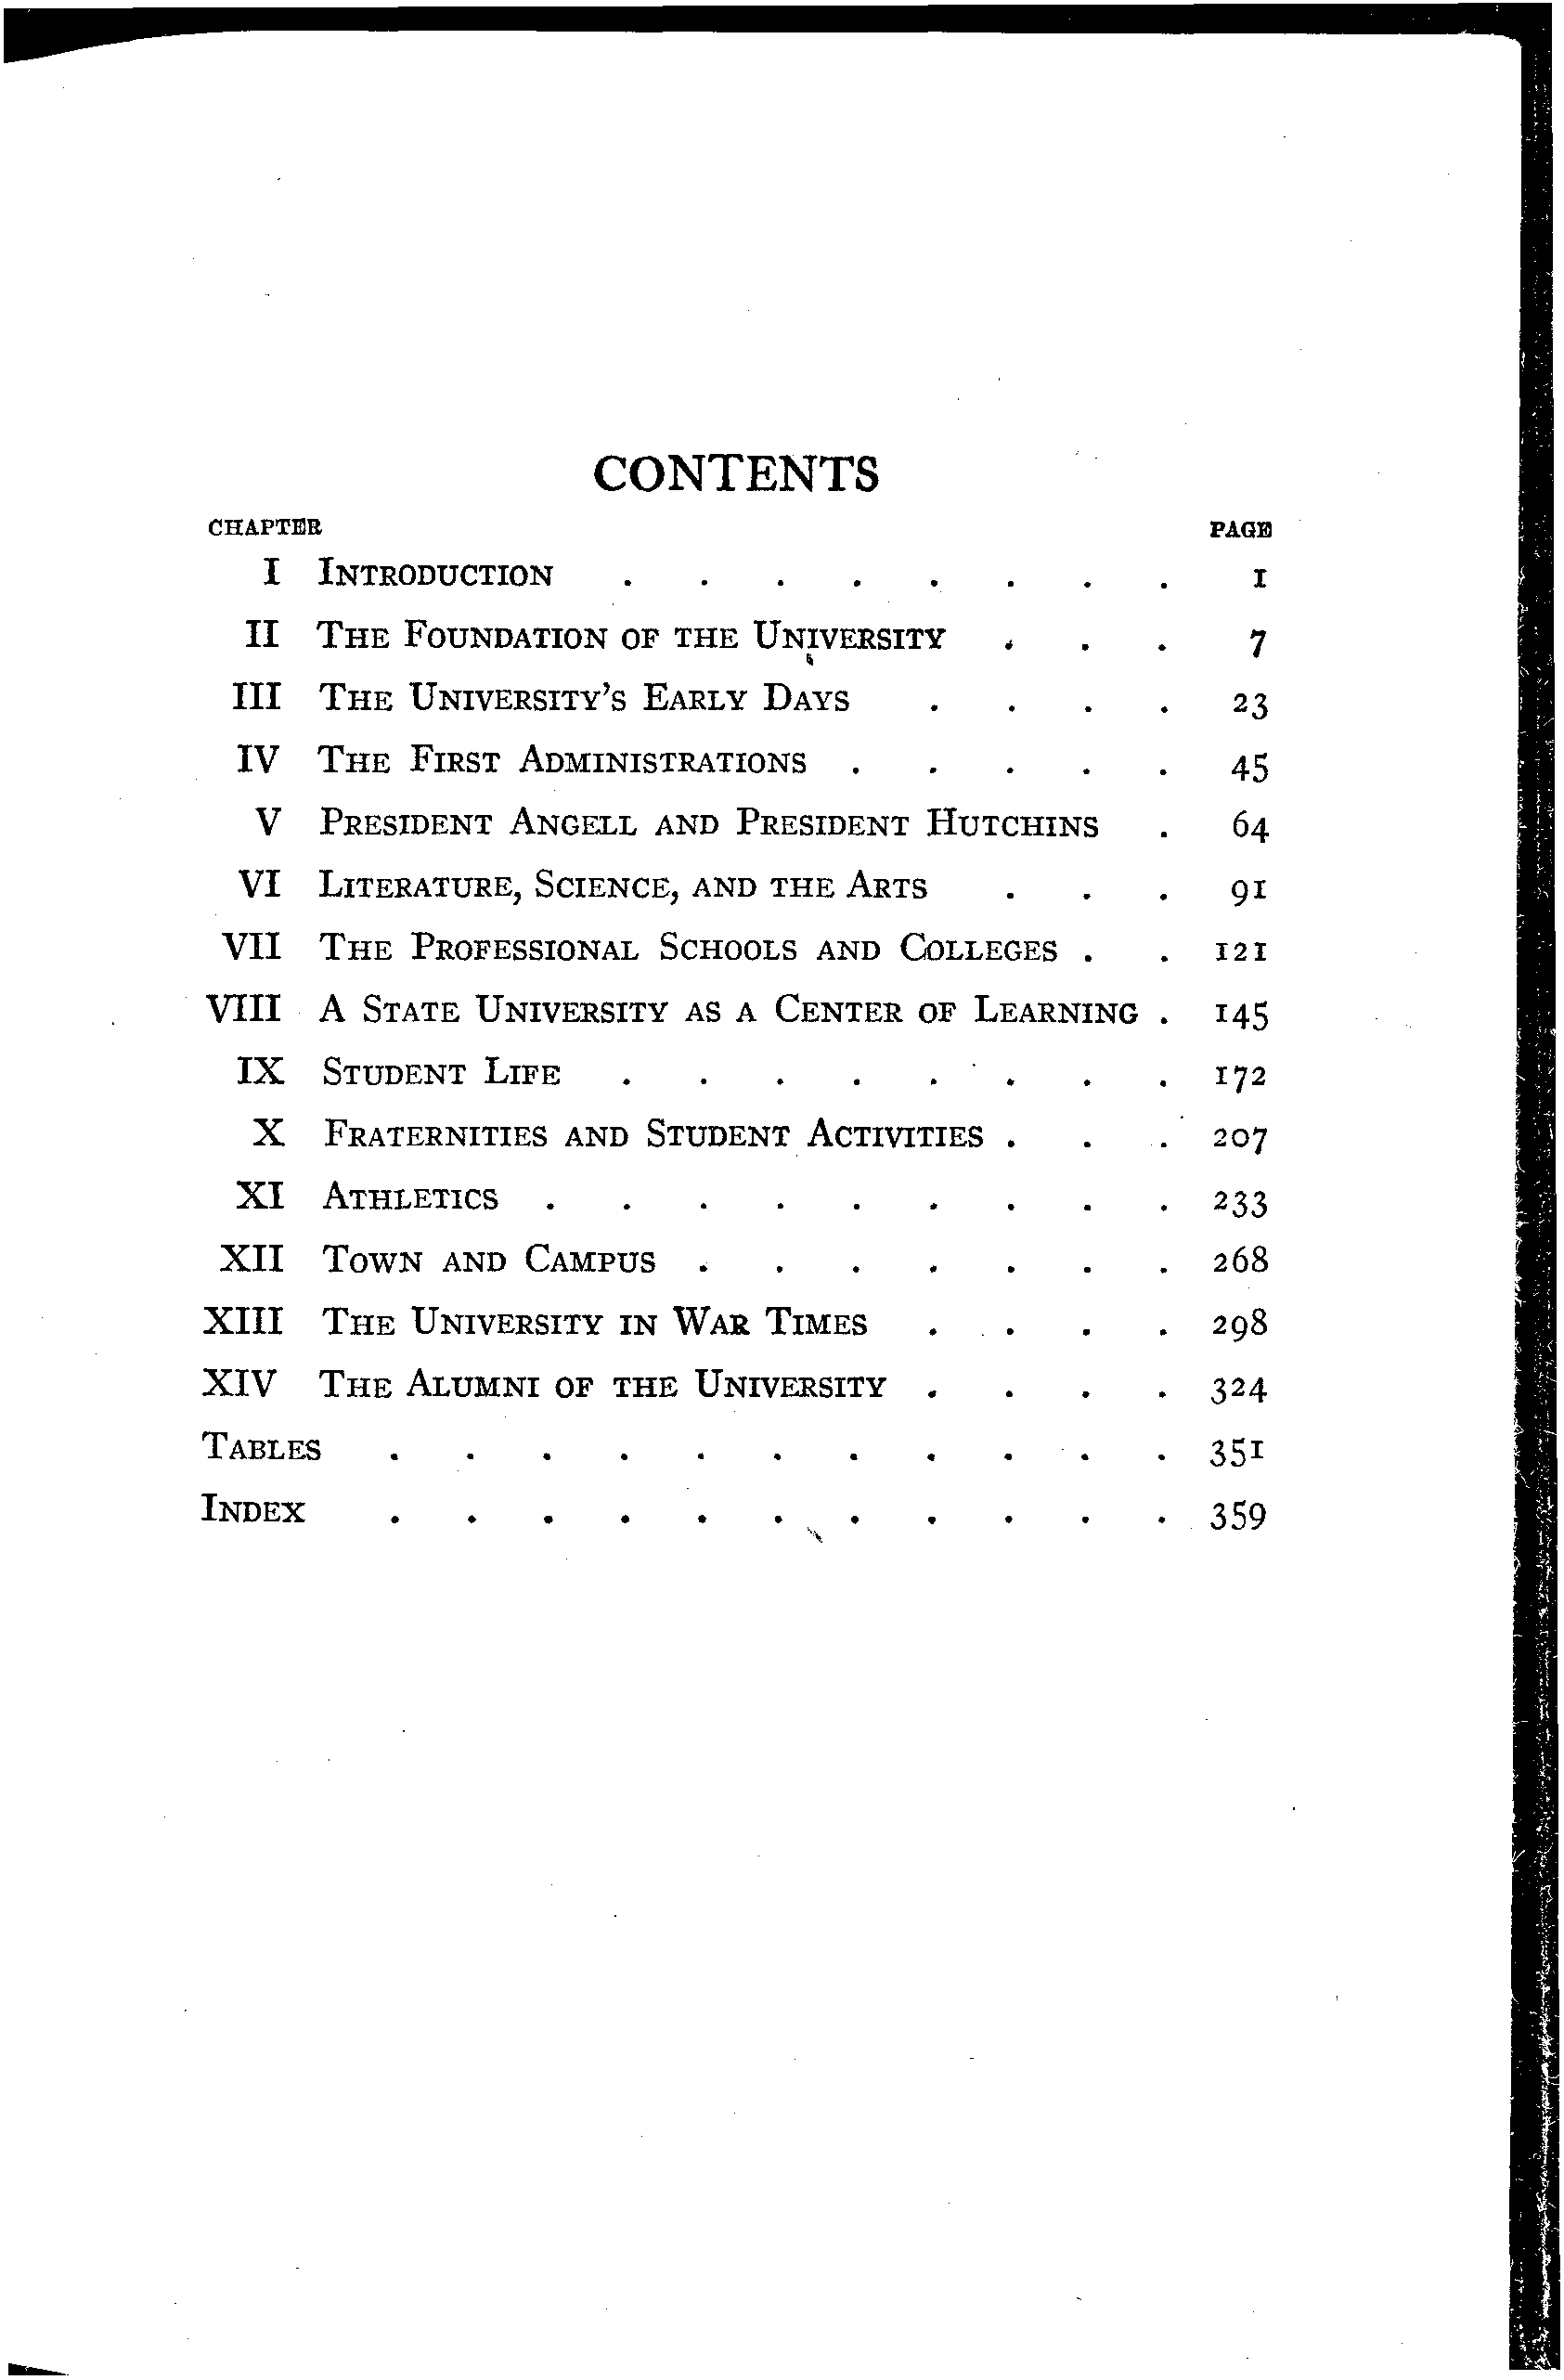 CONTENTS
CHAPTER PAGE
I INTRODUCTION . . . . . . . . 1
II THE FOUNDATION OF THE UNIVERSITY . . . 7
III THE UNIVERSITY'S EARLY DAYS . . . . 23
IV THE FIRST ADMINISTRATIONS . . . . . 45
V PRESIDENT ANGELL AND PRESIDENT HUTCHINS . 64
VI LITERATURE, SCIENCE, AND THE ARTS . . . 91
VII THE PROFESSIONAL SCHOOLS AND COLLEGES . . 121
VIII A STATE UNIVERSITY AS A CENTER OF LEARNING . 145
IX STUDENT LIFE . . . . . . . . 172
X FRATERNITIES AND STUDENT ACTIVITIES . . . 207
XI ATHLETICS . . . . . . . . . 233
XII TOWN AND CAMPUS . . . . . . . 268
XIII THE UNIVERSITY IN WAR TIMES . . . . 298
XIV THE ALUMNI OF THE UNIVERSITY . . . . 324
TABLES . . . . . . . . . . . 351
INDEX . . . . . . . . . . . 359